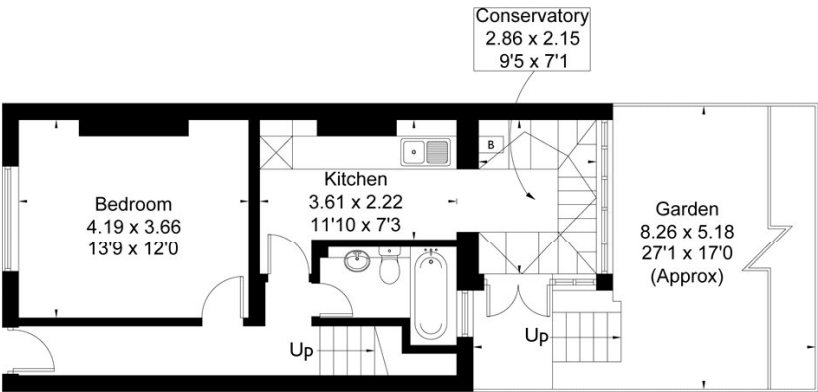 Conservatory
2.86 x 2.15
9'5 x 7'1
B
Bedroom
4.19 x 3.66
13'9 x 12'0
Kitchen
3.61 x 2.22
11'10 x 7'3
Garden
8.26 x 5.18
27'1 x 17'0
(Approx)
Up
Up